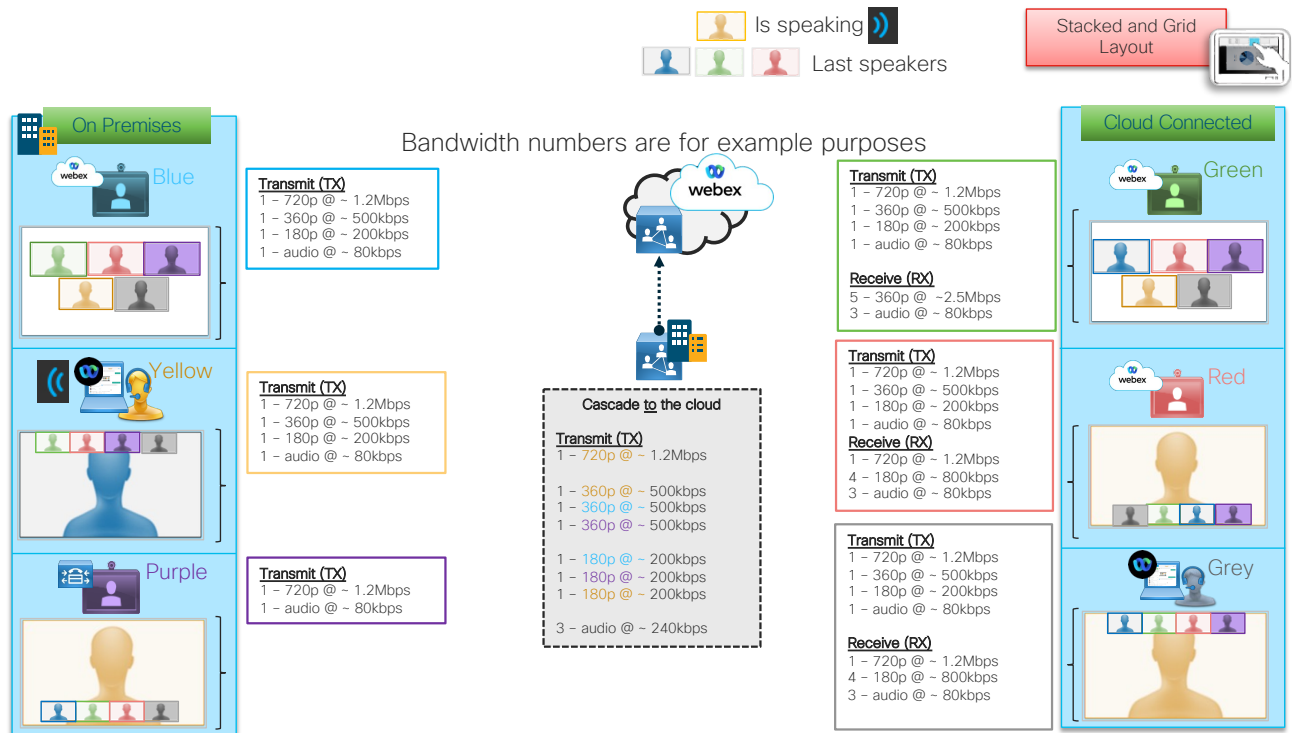 Is speaking
Last speakers
Stacked and Grid
Layout
On Premises
Cloud Connected
Bandwidth numbers are for example purposes
webex
Blue
Transmit (TX)
1 – 720p @ ~ 1.2Mbps
1 – 360p @ ~ 500kbps
1 – 180p @ ~ 200kbps
1 – audio @ ~ 80kbps
Yellow
Transmit (TX)
1 – 720p @ ~ 1.2Mbps
1 – 360p @ ~ 500kbps
1 – 180p @ ~ 200kbps
1 – audio @ ~ 80kbps
Purple
Transmit (TX)
1 – 720p @ ~ 1.2Mbps
1 – audio @ ~ 80kbps
webex
Cascade to the cloud
Transmit (TX)
1 – 720p @ ~ 1.2Mbps
1 – 360p @ ~ 500kbps
1 – 360p @ ~ 500kbps
1 – 360p @ ~ 500kbps
1 – 180p @ ~ 200kbps
1 – 180p @ ~ 200kbps
1 – 180p @ ~ 200kbps
3 – audio @ ~ 240kbps
Transmit (TX)
1 – 720p @ ~ 1.2Mbps
1 – 360p @ ~ 500kbps
1 – 180p @ ~ 200kbps
1 – audio @ ~ 80kbps
Receive (RX)
5 – 360p @ ~2.5Mbps
3 – audio @ ~ 80kbps
webex
Green
Transmit (TX)
1 – 720p @ ~ 1.2Mbps
1 – 360p @ ~ 500kbps
1 – 180p @ ~ 200kbps
1 – audio @ ~ 80kbps
Receive (RX)
1 – 720p @ ~ 1.2Mbps
4 – 180p @ ~ 800kbps
3 – audio @ ~ 80kbps
webex
Red
Transmit (TX)
1 – 720p @ ~ 1.2Mbps
1 – 360p @ ~ 500kbps
1 – 180p @ ~ 200kbps
1 – audio @ ~ 80kbps
Receive (RX)
1 – 720p @ ~ 1.2Mbps
4 – 180p @ ~ 800kbps
3 – audio @ ~ 80kbps
Grey